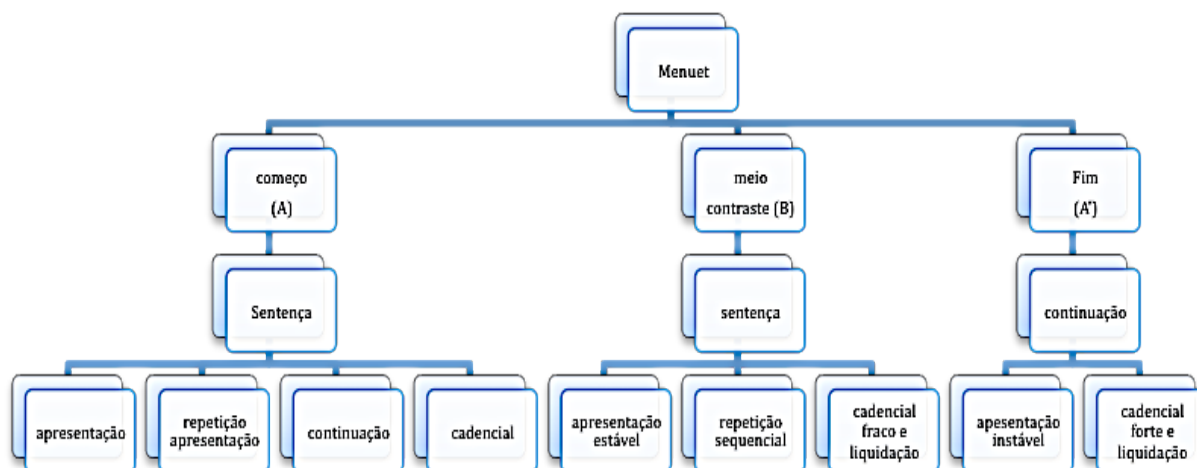 Menuet
começo
(A)
meio
contraste (B)
Fim
(A')
Sentença
sentença
continuação
apresentação
repetição
apresentação
continuação
cadencial
apresentação
estável
repetição
sequencial
cadencial
fraco e
liquidação
apesentação
instável
cadencial
forte e
liquidação